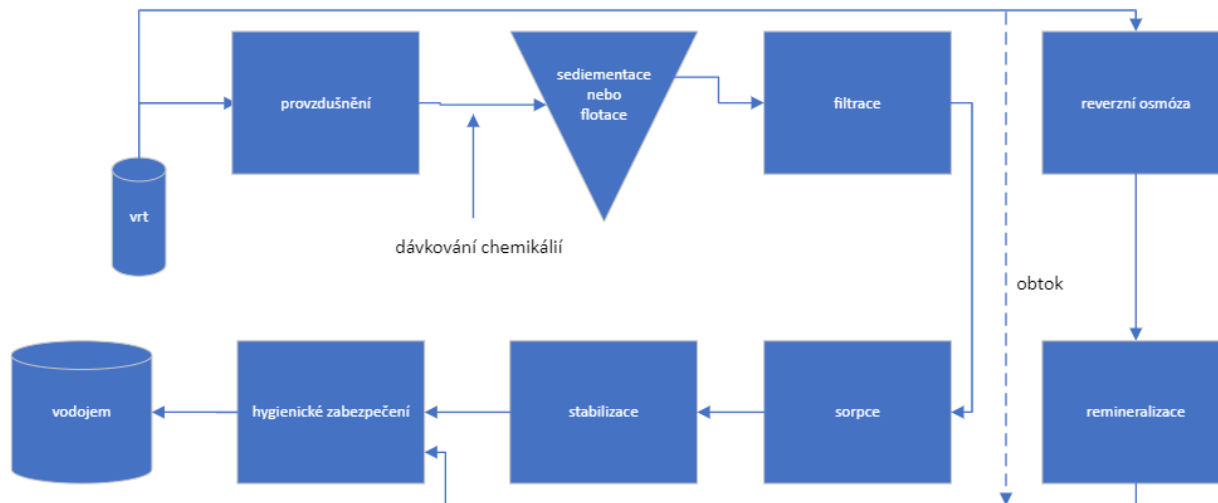 provzdušnění
sediementace
nebo
flotace
filtrace
reverzní osmóza
vrt
dávkování chemikálií
obtok
vodojem
hygienické zabezpečení
stabilizace
sorpce
remineralizace